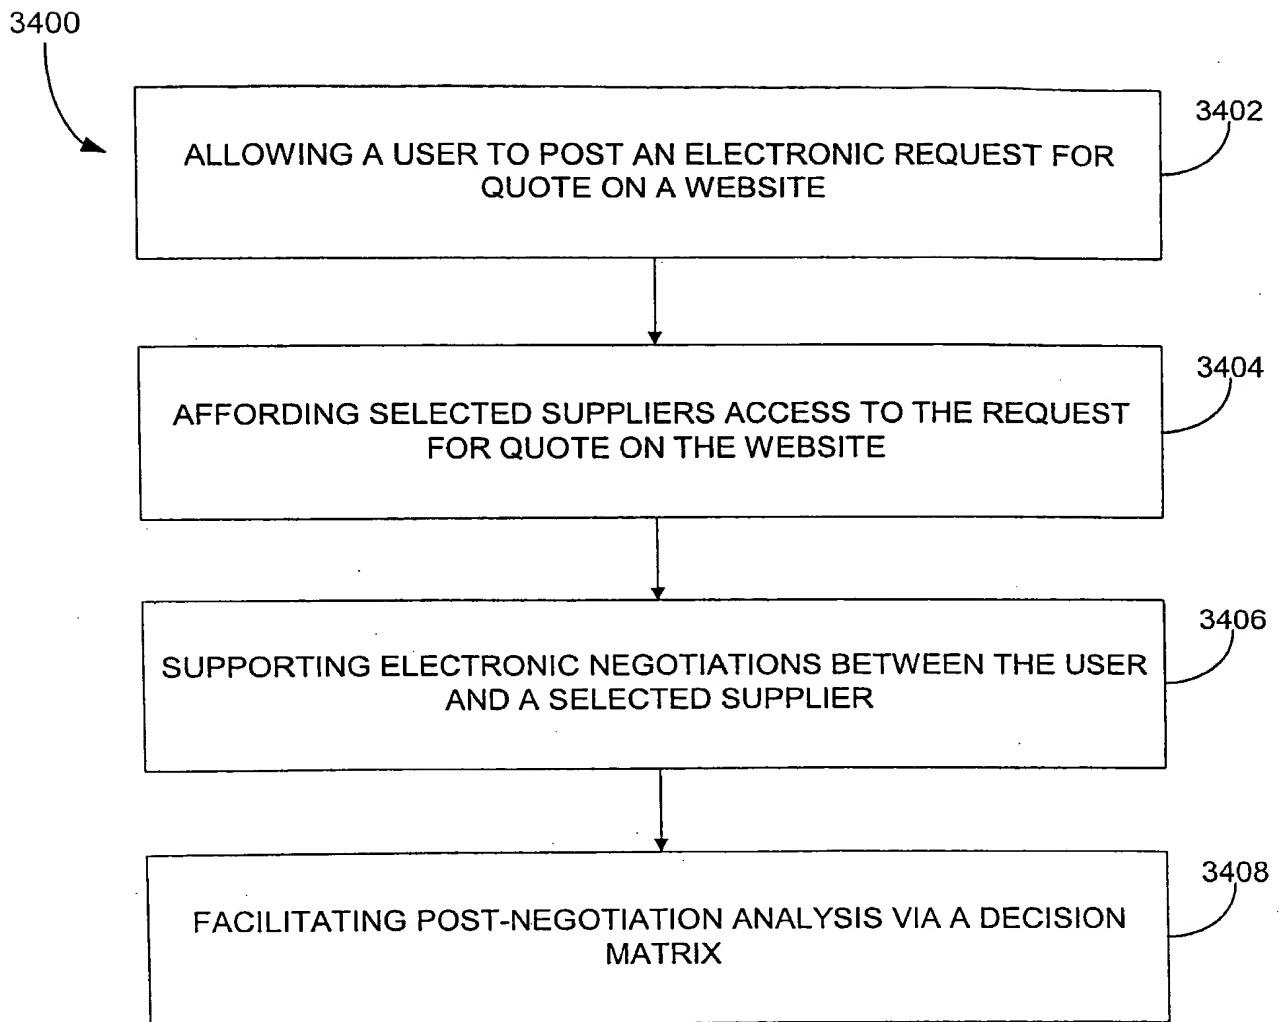 3400
3402
ALLOWING A USER TO POST AN ELECTRONIC REQUEST FOR
QUOTE ON A WEBSITE
3404
AFFORDING SELECTED SUPPLIERS ACCESS TO THE REQUEST
FOR QUOTE ON THE WEBSITE
3406
SUPPORTING ELECTRONIC NEGOTIATIONS BETWEEN THE USER
AND A SELECTED SUPPLIER
3408
FACILITATING POST-NEGOTIATION ANALYSIS VIA A DECISION
MATRIX